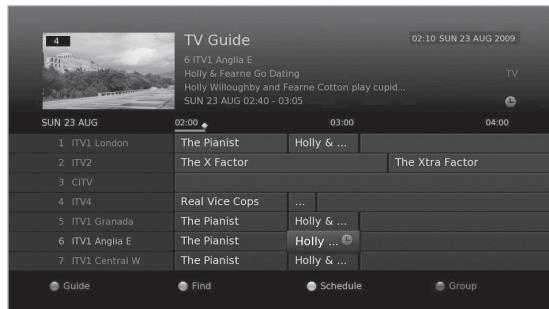 4
TV Guide
02:10 SUN 23 AUG 2009
6 ITV1 Anglia E
Holly & Fearne Go Dating
TV
Holly Willoughby and Fearne Cotton play cupid...
SUN 23 AUG 02:40 - 03:05
SUN 23 AUG 02:00 03:00 04:00
1 ITV1 London The Pianist Holly & ...
2 ITV2 The X Factor The Xtra Factor
3 CITV
4 ITV4 Real Vice Cops ...
5 ITV1 Granada The Pianist Holly & ...
6 ITV1 Anglia E The Pianist Holly ...
7 ITV1 Central W The Pianist Holly & ...
Guide Find Schedule Group